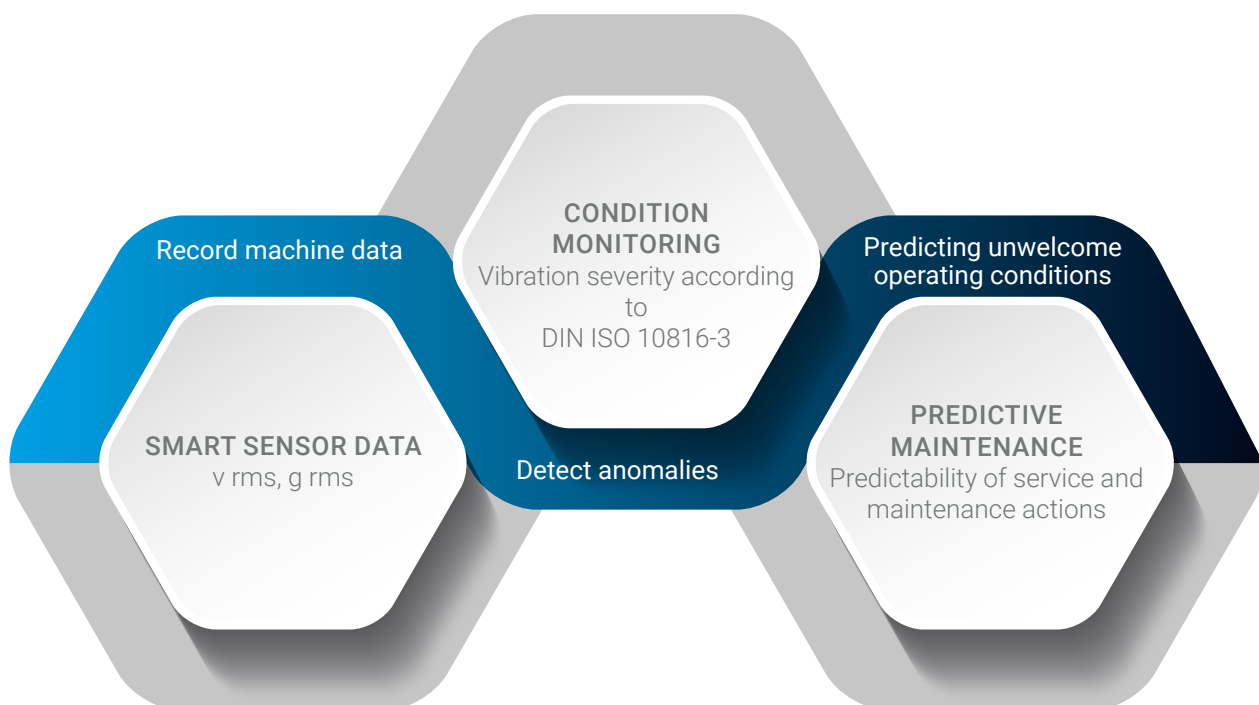 Record machine data
SMART SENSOR DATA
v rms, g rms
CONDITION
MONITORING
Vibration severity according
to
DIN ISO 10816-3
Detect anomalies
Predicting unwelcome
operating conditions
PREDICTIVE
MAINTENANCE
Predictability of service and
maintenance actions